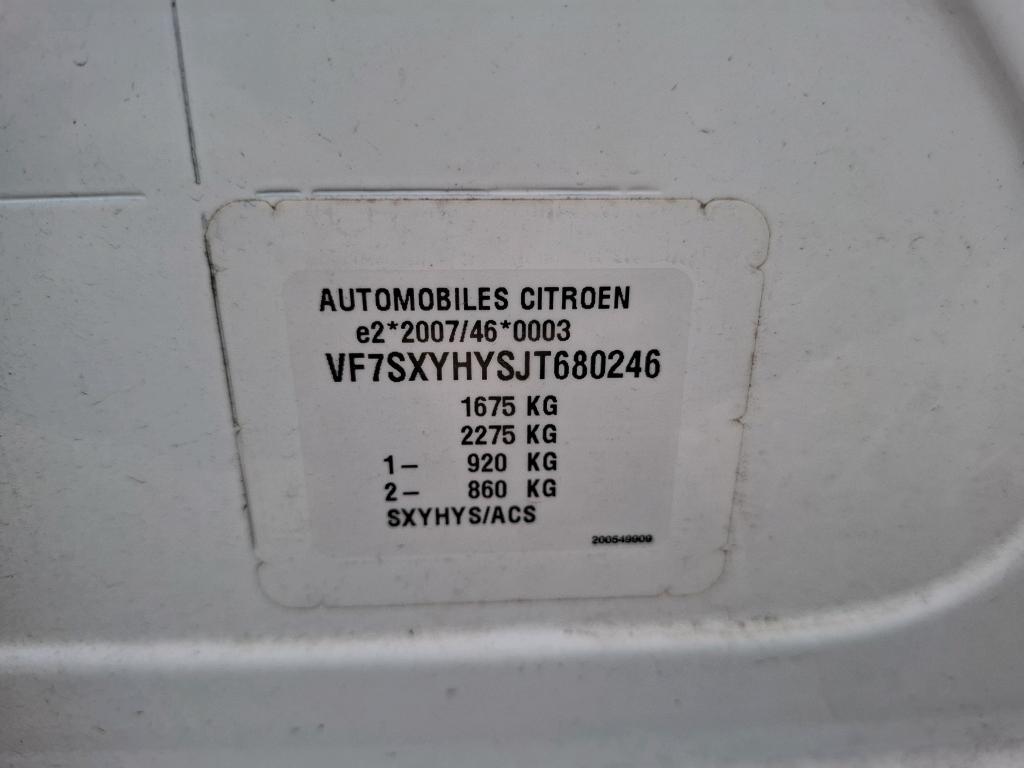 AUTOMOBILES CITROEN
e2*2007/46*0003
VF7SXYHYSJT680246
1675 KG
2275 KG
1- 920 KG
2- 860 KG
SXYHYS/ACS
200549909